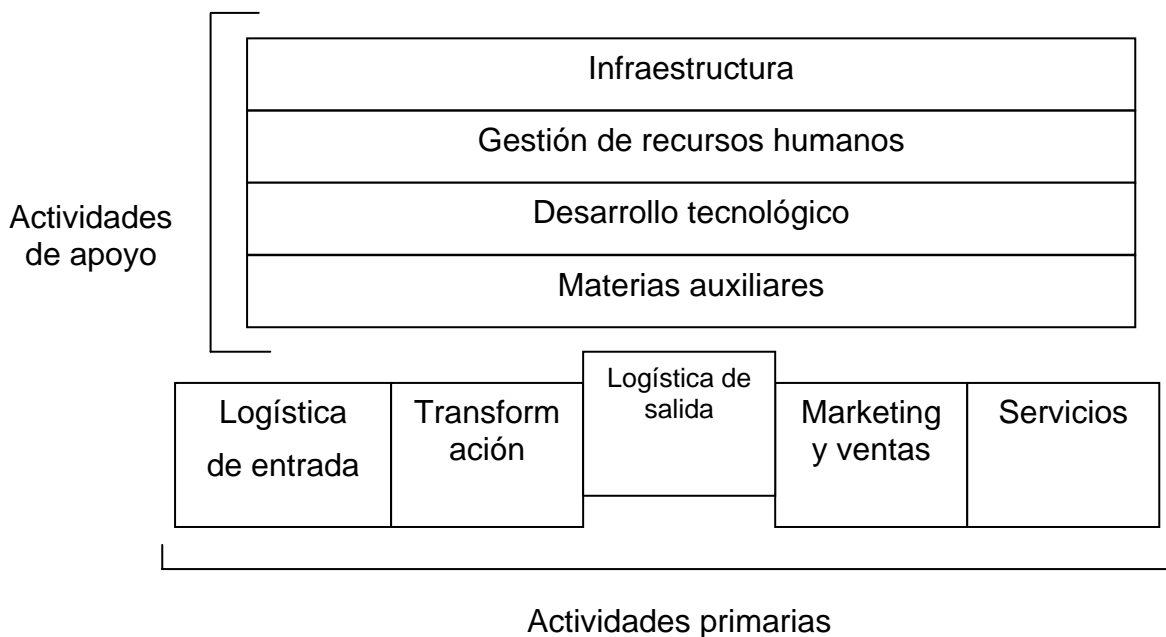 Infraestructura
Gestión de recursos humanos
Desarrollo tecnológico
Materias auxiliares
Actividades
de apoyo
Logística
de entrada
Transform
ación
Logística de
salida
Marketing
y ventas
Servicios
Actividades primarias